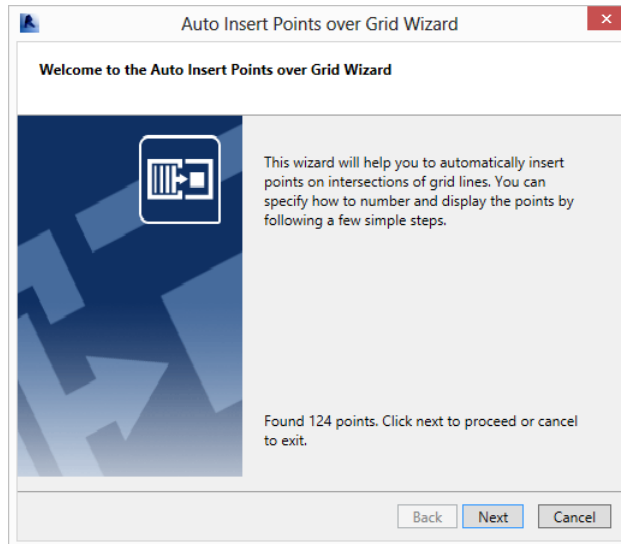 Auto Insert Points over Grid Wizard
Welcome to the Auto Insert Points over Grid Wizard
This wizard will help you to automatically insert
points on intersections of grid lines. You can
specify how to number and display the points by
following a few simple steps.
Found 124 points. Click next to proceed or cancel
to exit.
Back Next Cancel